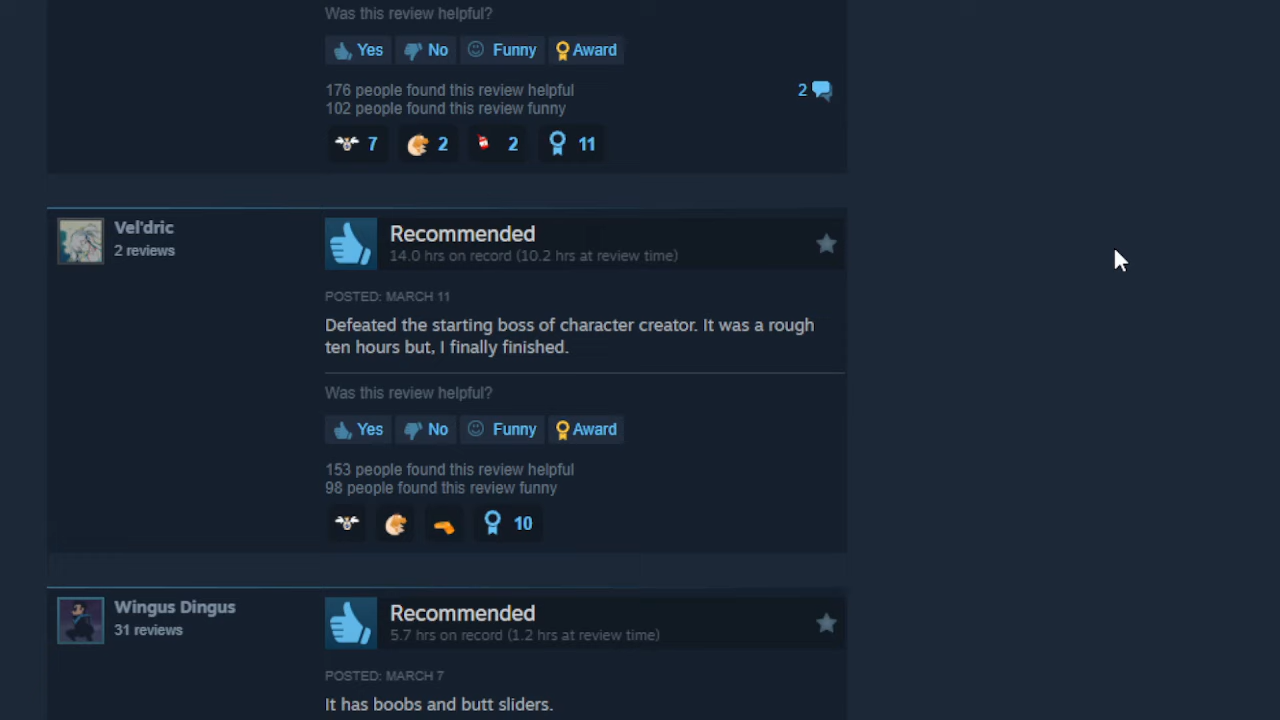 Was this review helpful?
Yes No Funny Award
176 people found this review helpful 2
102 people found this review funny
7 2 2 11
Vel'dric
2 reviews
Recommended
14.0 hrs on record (10.2 hrs at review time)
POSTED: MARCH 11
Defeated the starting boss of character creator. It was a rough
ten hours but, I finally finished.
Was this review helpful?
Yes No Funny Award
153 people found this review helpful
98 people found this review funny
10
Wingus Dingus
31 reviews
Recommended
5.7 hrs on record (1.2 hrs at review time)
POSTED: MARCH 7
It has boobs and butt sliders.